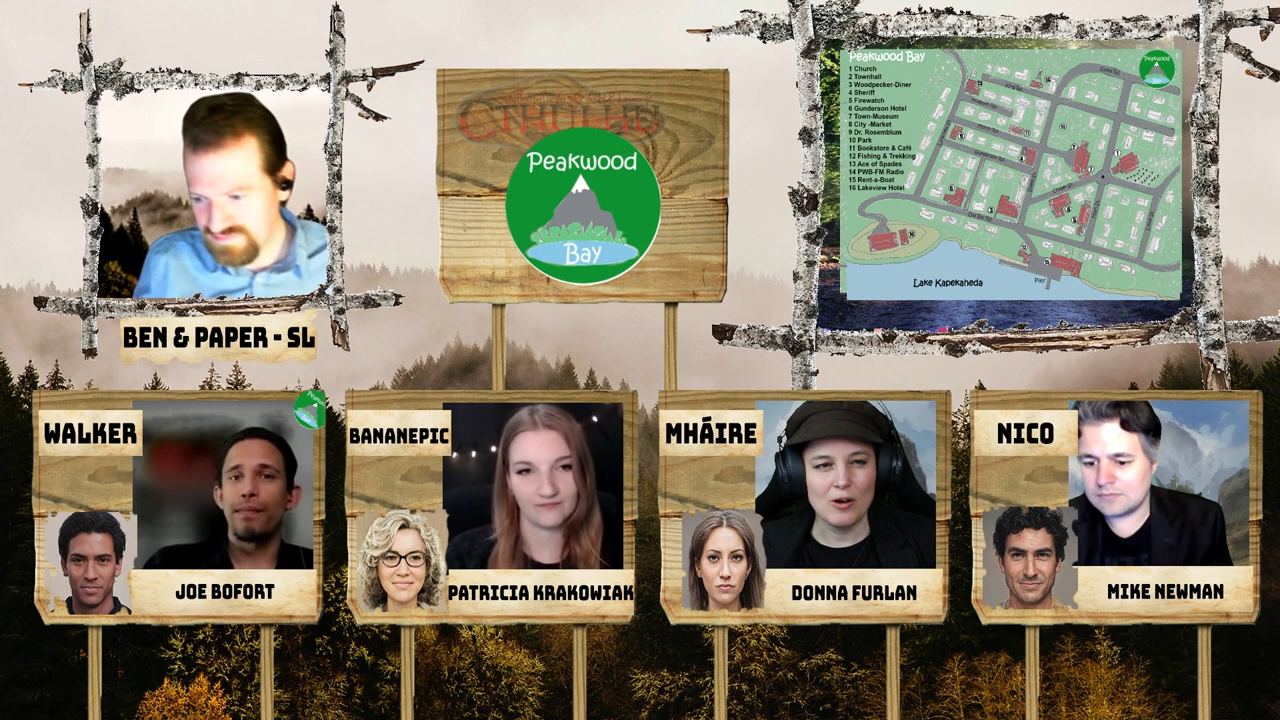 CTHULHU
Peakwood
Bay
BEN & PAPER - SL
Peakwood Bay
1 Church
2 Townhall
3 Woodpecker-Diner
4 Sheriff
5 Firewatch
6 Gunderson Hotel
7 Town-Museum
8 City -Market
9 Dr. Rosemblum
10 Park
11 Bookstore & Café
12 Fishing & Trekking
13 Ace of Spades
14 PWB-FM Radio
15 Rent-a-Boat
16 Lakeview Hotel
Lake Kapekaheda
Pier
WALKER
JOE BOFORT
BANANEPIC
PATRICIA KRAKOWIAK
MHÁIRE
DONNA FURLAN
NICO
MIKE NEWMAN